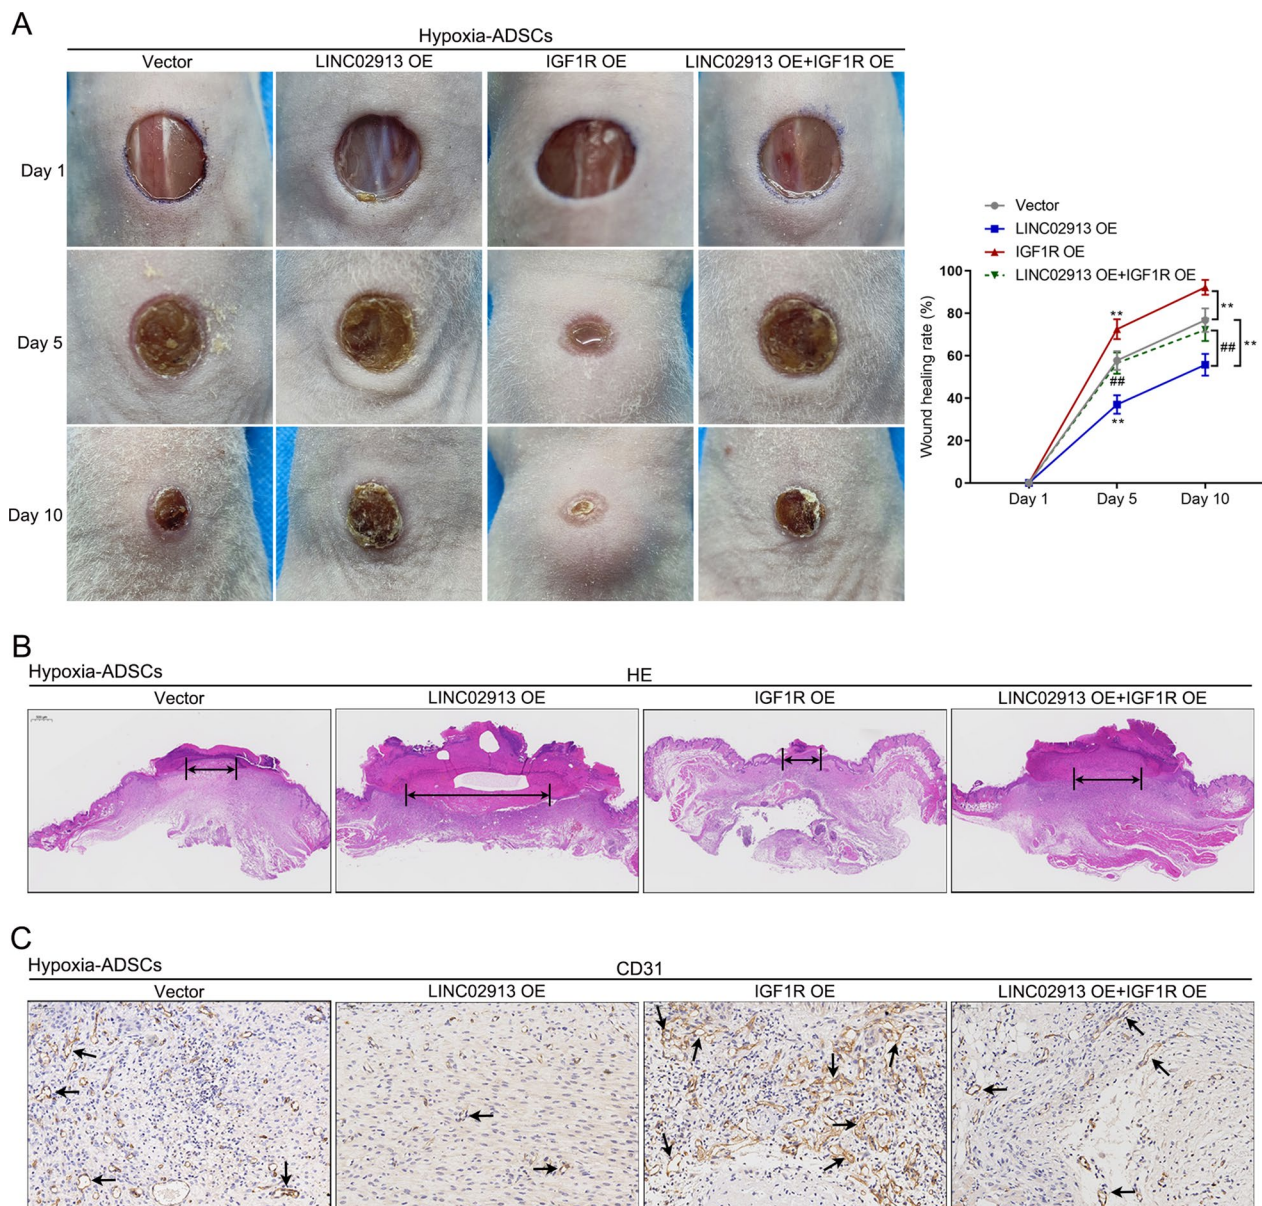 A
Hypoxia-ADSCs
Vector LINC02913 OE IGF1R OE LINC02913 OE+IGF1R OE
Day 1
Day 5
Day 10
Vector
LINC02913 OE
IGF1R OE
LINC02913 OE+IGF1R OE
Wound healing rate (%)
100
80
60
40
20
0
** ## **
** ## **
Day 1 Day 5 Day 10
B
Hypoxia-ADSCs HE
Vector LINC02913 OE IGF1R OE LINC02913 OE+IGF1R OE
C
Hypoxia-ADSCs CD31
Vector LINC02913 OE IGF1R OE LINC02913 OE+IGF1R OE